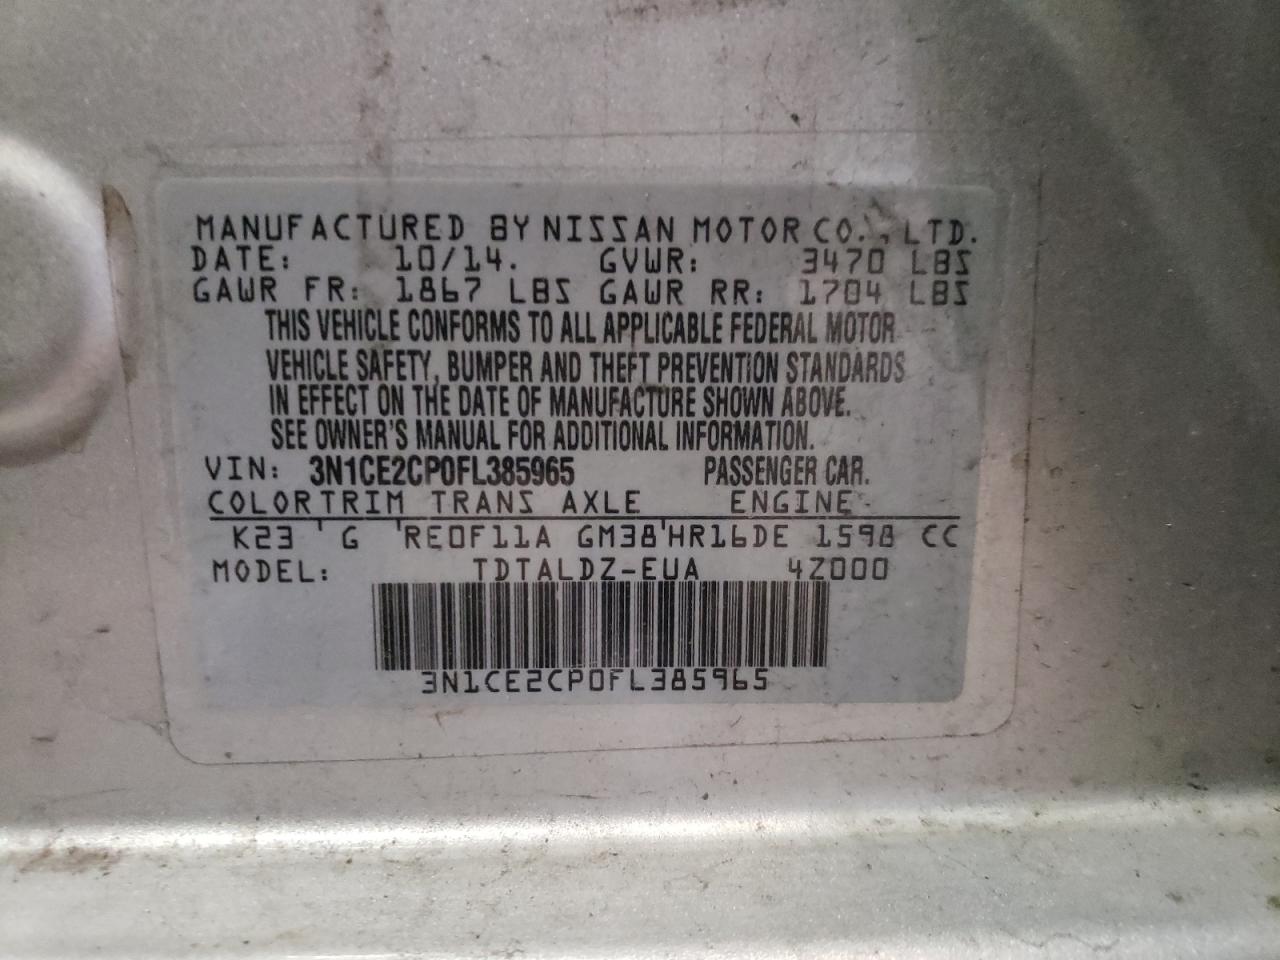 MANUFACTURED BY NISSAN MOTOR CO., LTD.
DATE: 10/14. GVWR: 3470 LBS
GAWR FR: 1867 LBS GAWR RR: 1704 LBS
THIS VEHICLE CONFORMS TO ALL APPLICABLE FEDERAL MOTOR
VEHICLE SAFETY, BUMPER AND THEFT PREVENTION STANDARDS
IN EFFECT ON THE DATE OF MANUFACTURE SHOWN ABOVE.
SEE OWNER'S MANUAL FOR ADDITIONAL INFORMATION.
VIN: 3N1CE2CP0FL385965 PASSENGER CAR.
COLORTRIM TRANS AXLE ENGINE
K23 ' G 'RE0F11A GM38'HR16DE 1598 CC
MODEL: TDTALDZ-EUA 4Z000
3N1CE2CP0FL385965